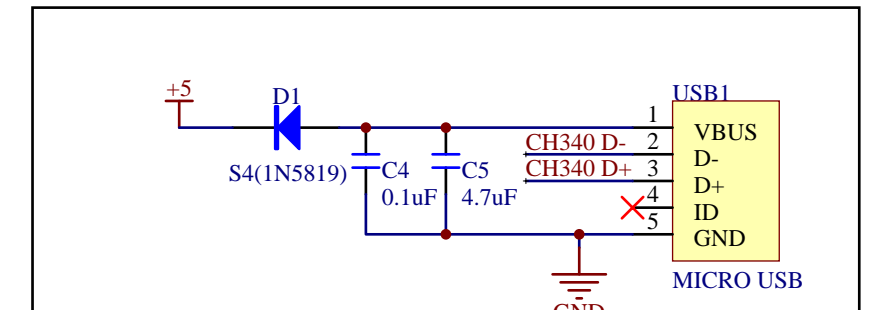 +5
D1
S4(1N5819)
C4
0.1uF
C5
4.7uF
CH340 D-
CH340 D+
USB1
1
VBUS
2
D-
3
D+
4
ID
5
GND
MICRO USB
GND